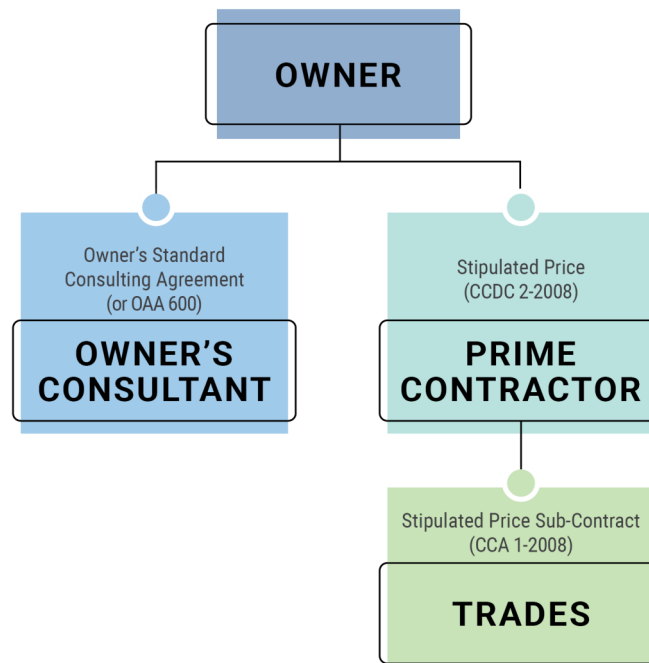 OWNER
Owner’s Standard
Consulting Agreement
(or OAA 600)
OWNER’S
CONSULTANT
Stipulated Price
(CCDC 2-2008)
PRIME
CONTRACTOR
Stipulated Price Sub-Contract
(CCA 1-2008)
TRADES